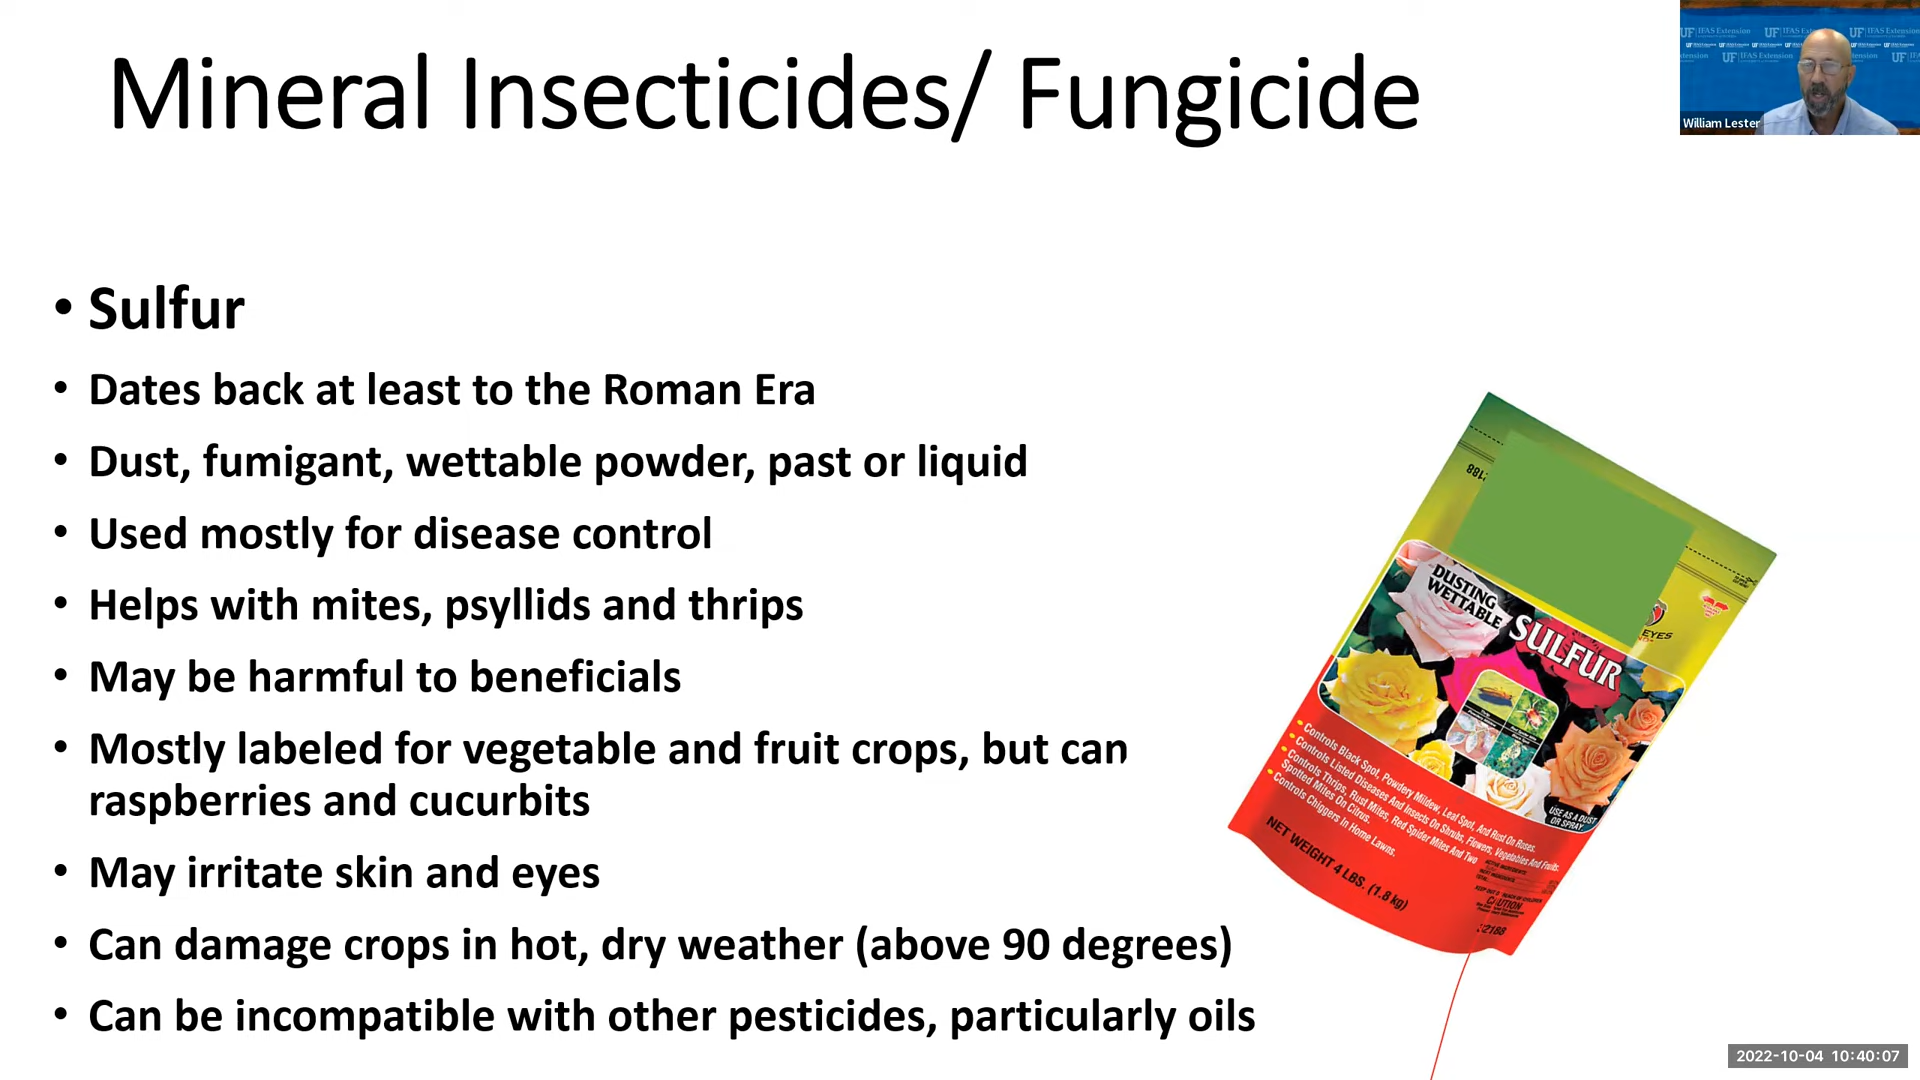 Mineral Insecticides/ Fungicide
UF IFAS Extension
William Lester
• Sulfur
• Dates back at least to the Roman Era
• Dust, fumigant, wettable powder, past or liquid
• Used mostly for disease control
• Helps with mites, psyllids and thrips
• May be harmful to beneficials
• Mostly labeled for vegetable and fruit crops, but can
raspberries and cucurbits
• May irritate skin and eyes
• Can damage crops in hot, dry weather (above 90 degrees)
• Can be incompatible with other pesticides, particularly oils
EYES
DUSTING
WETTABLE
SULFUR
USE AS A DUST
OR SPRAY
• Controls Black Spot, Powdery Mildew, Leaf Spot, And Rust On Roses.
• Controls Listed Diseases And Insects On Shrubs, Flowers, Vegetables And Fruits.
• Controls Thrips, Rust Mites, Red Spider Mites And Two
Spotted Mites On Citrus.
• Controls Chiggers In Home Lawns.
NET WEIGHT 4 LBS. (1.8 kg)
CAUTION
2022-10-04 10:40:07